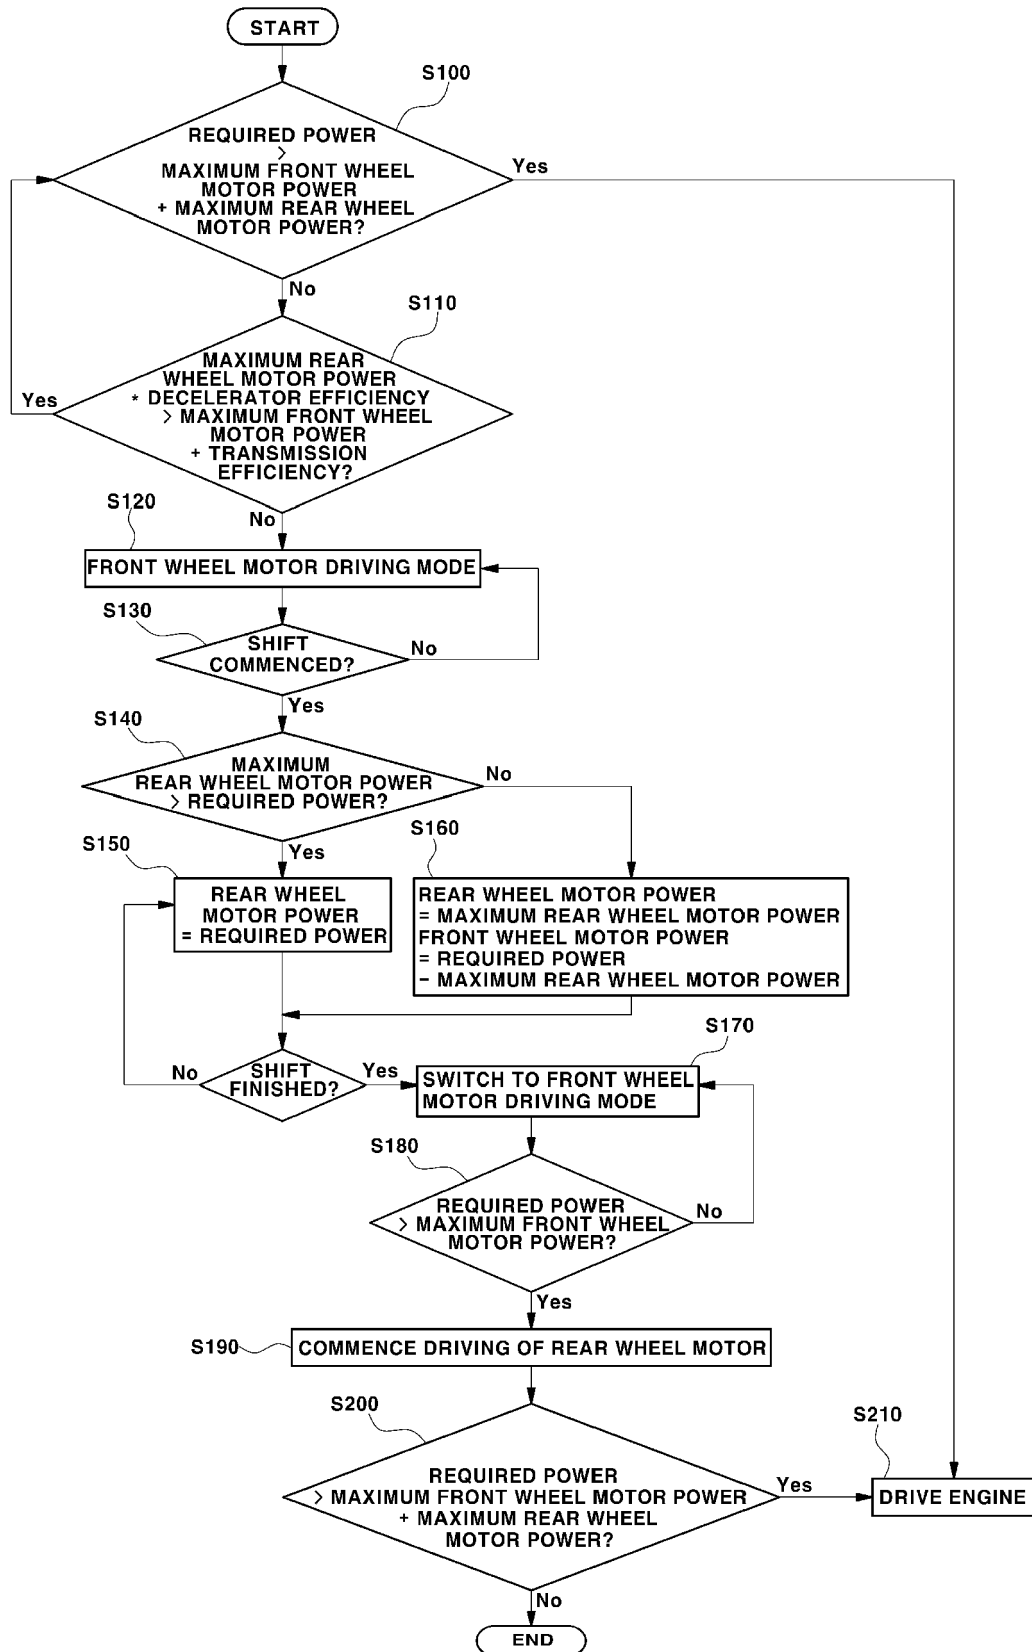 START
S100
REQUIRED POWER
>
MAXIMUM FRONT WHEEL
MOTOR POWER
+ MAXIMUM REAR WHEEL
MOTOR POWER?
Yes
No
S110
MAXIMUM REAR
WHEEL MOTOR POWER
* DECELERATOR EFFICIENCY
> MAXIMUM FRONT WHEEL
MOTOR POWER
+ TRANSMISSION
EFFICIENCY?
Yes
No
S120
FRONT WHEEL MOTOR DRIVING MODE
S130
SHIFT
COMMENCED?
No
Yes
S140
MAXIMUM
REAR WHEEL MOTOR POWER
> REQUIRED POWER?
No
Yes
S150
REAR WHEEL
MOTOR POWER
= REQUIRED POWER
S160
REAR WHEEL MOTOR POWER
= MAXIMUM REAR WHEEL MOTOR POWER
FRONT WHEEL MOTOR POWER
= REQUIRED POWER
− MAXIMUM REAR WHEEL MOTOR POWER
No
SHIFT
FINISHED?
Yes
S170
SWITCH TO FRONT WHEEL
MOTOR DRIVING MODE
S180
REQUIRED POWER
> MAXIMUM FRONT WHEEL
MOTOR POWER?
No
Yes
S190
COMMENCE DRIVING OF REAR WHEEL MOTOR
S200
REQUIRED POWER
> MAXIMUM FRONT WHEEL MOTOR POWER
+ MAXIMUM REAR WHEEL
MOTOR POWER?
Yes
S210
DRIVE ENGINE
No
END